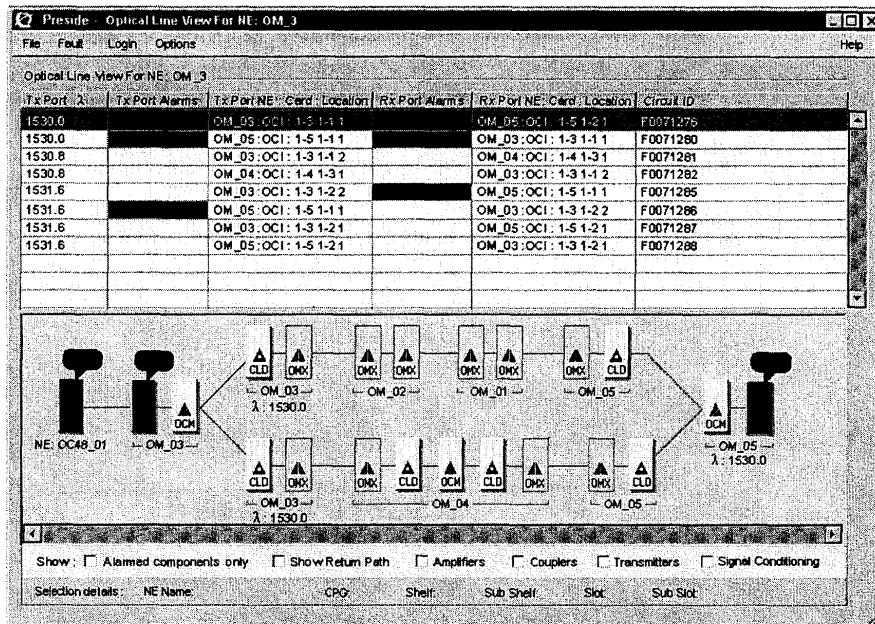 Preside - Optical Line View For NE: OM_3
File Fault Login Options Help
Optical Line View For NE: OM_3
Tx Port λ Tx Port Alarms Tx Port NE: Card : Location Rx Port Alarms Rx Port NE: Card : Location Circuit ID
1530.0 OM_03 :OCI : 1-3 1-1 1 OM_05 :OCI : 1-5 1-2 1 F0071276
1530.0 OM_05 :OCI : 1-5 1-1 1 OM_03 :OCI : 1-3 1-1 1 F0071280
1530.8 OM_03 :OCI : 1-3 1-1 2 OM_04 :OCI : 1-4 1-3 1 F0071281
1530.8 OM_04 :OCI : 1-4 1-3 1 OM_03 :OCI : 1-3 1-1 2 F0071282
1531.6 OM_03 :OCI : 1-3 1-2 2 OM_05 :OCI : 1-5 1-1 1 F0071285
1531.6 OM_05 :OCI : 1-5 1-1 1 OM_03 :OCI : 1-3 1-2 2 F0071286
1531.6 OM_03 :OCI : 1-3 1-2 1 OM_05 :OCI : 1-5 1-2 1 F0071287
1531.6 OM_05 :OCI : 1-5 1-2 1 OM_03 :OCI : 1-3 1-2 1 F0071288
CLD OMX OMX OMX OMX OMX OMX CLD
OM_03 OM_02 OM_01 OM_05
λ : 1530.0
OCM OCM
NE: OC48_01 OM_03 OM_05
λ : 1530.0
CLD OMX OMX CLD OCM CLD OMX OMX CLD
OM_03 OM_04 OM_05
λ : 1530.0
Show : Alarmed components only Show Return Path Amplifiers Couplers Transmitters Signal Conditioning
Selection details : NE Name: CPG: Shelf: Sub Shelf: Slot: Sub Slot: